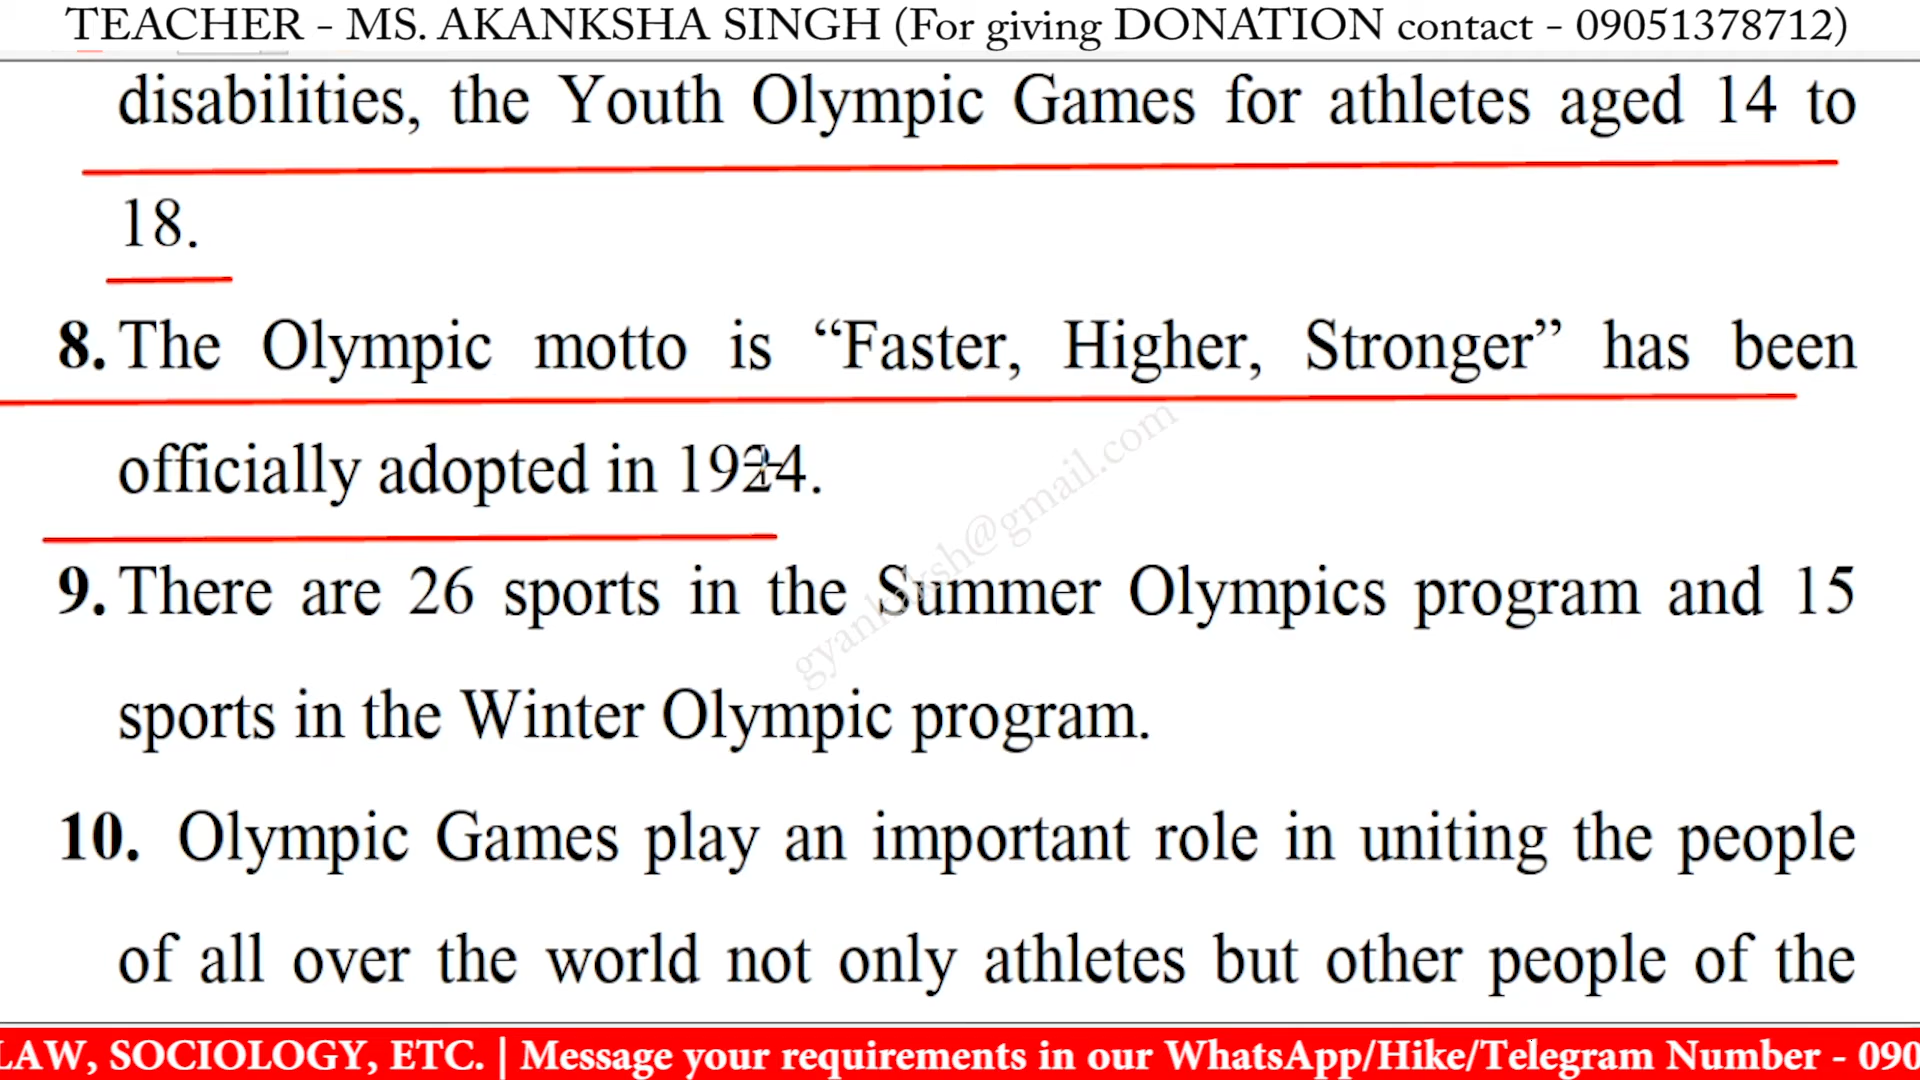 TEACHER - MS. AKANKSHA SINGH (For giving DONATION contact - 09051378712)
disabilities, the Youth Olympic Games for athletes aged 14 to
18.
8. The Olympic motto is “Faster, Higher, Stronger” has been
officially adopted in 1924.
9. There are 26 sports in the Summer Olympics program and 15
sports in the Winter Olympic program.
10. Olympic Games play an important role in uniting the people
of all over the world not only athletes but other people of the
LAW, SOCIOLOGY, ETC. | Message your requirements in our WhatsApp/Hike/Telegram Number - 090